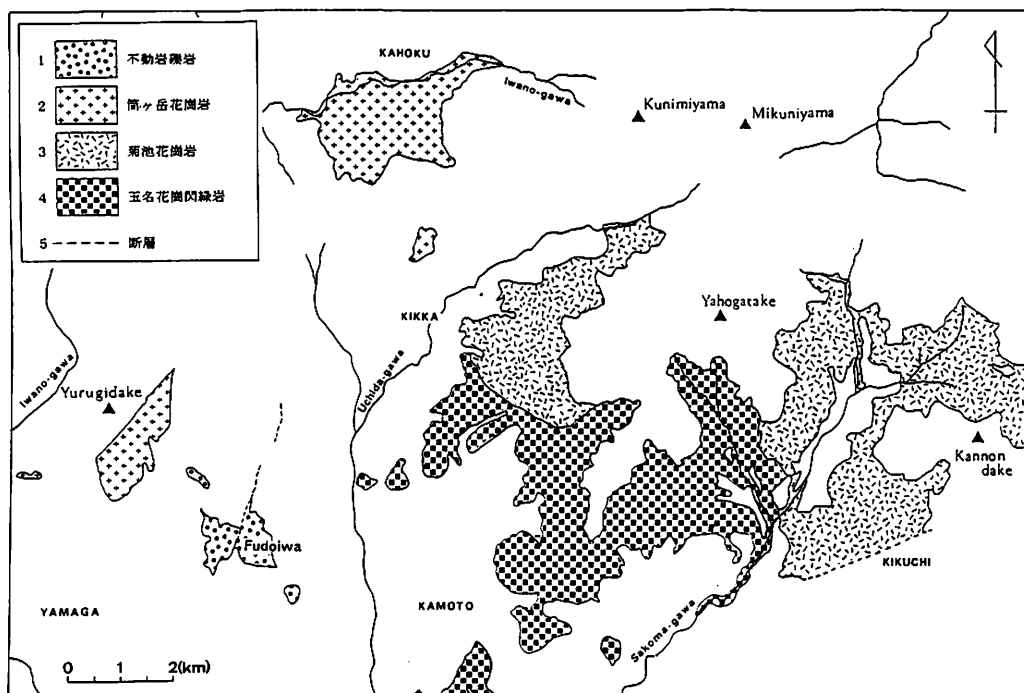 1 不動岩礫岩
2 筒ヶ岳花崗岩
3 菊池花崗岩
4 玉名花崗閃緑岩
5 断層
KAHOKU
Iwano-gawa
Kunimiyama
Mikuniyama
KIKKA
Yahogatake
Uchida-gawa
Iwano-gawa
Yurugidake
Kannon
dake
Fudoiwa
KIKUCHI
YAMAGA
KAMOTO
Sakoma-gawa
0 1 2(km)